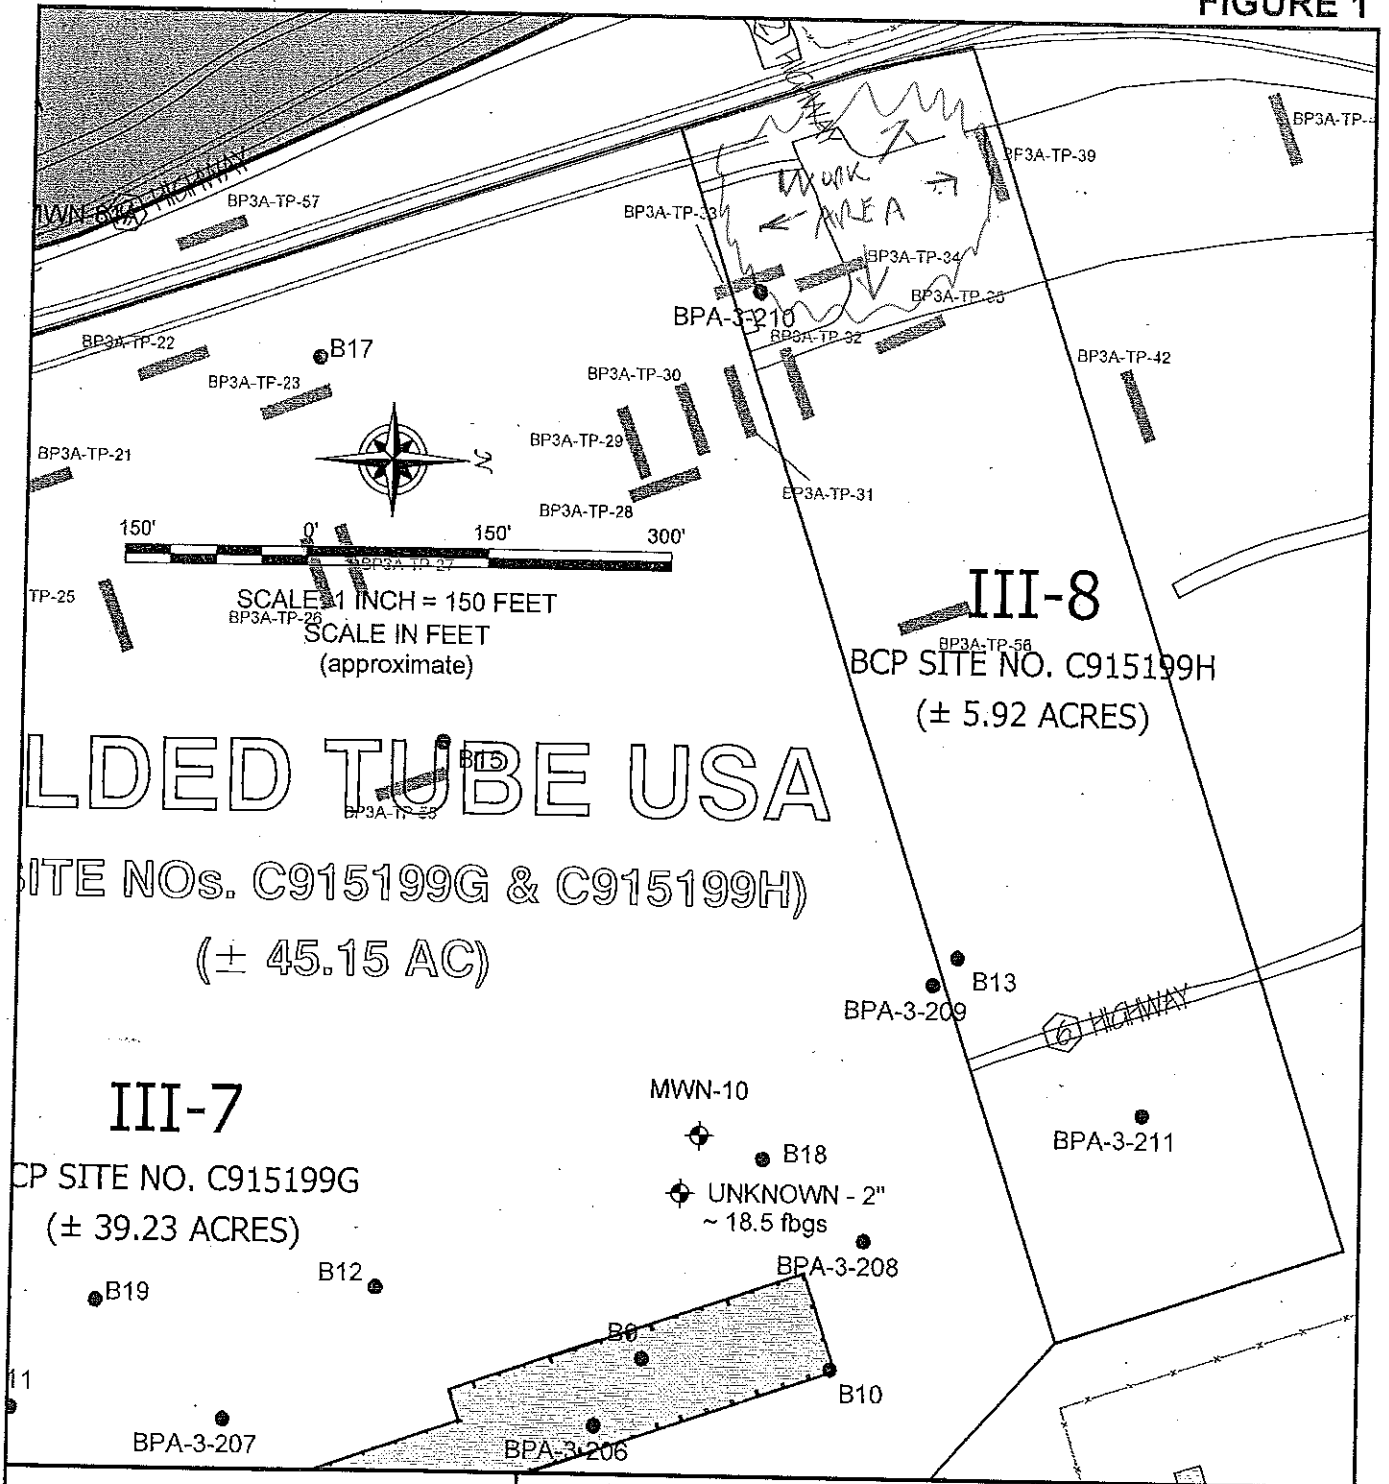 FIGURE 1
HIGHWAY
BP3A-TP-57
BP3A-TP-39
BP3A-TP-
WORK
AREA
BP3A-TP-33
BP3A-TP-34
BPA-3-210
BP3A-TP-22
B17
BP3A-TP-32
BP3A-TP-23
BP3A-TP-30
BP3A-TP-42
BP3A-TP-21
N
BP3A-TP-29
BP3A-TP-31
BP3A-TP-28
150'
0'
150'
300'
BP3A-TP-27
TP-25
SCALE: 1 INCH = 150 FEET
BP3A-TP-26
SCALE IN FEET
(approximate)
III-8
BCP SITE NO. C915199H
(± 5.92 ACRES)
LDED TUBE USA
B15
SITE NOs. C915199G & C915199H)
(± 45.15 AC)
B13
BPA-3-209
6 HIGHWAY
III-7
MWN-10
BPA-3-211
B18
CP SITE NO. C915199G
UNKNOWN - 2"
~ 18.5 fbgs
(± 39.23 ACRES)
BPA-3-208
B12
B19
B9
11
B10
BPA-3-207
BPA-3-206